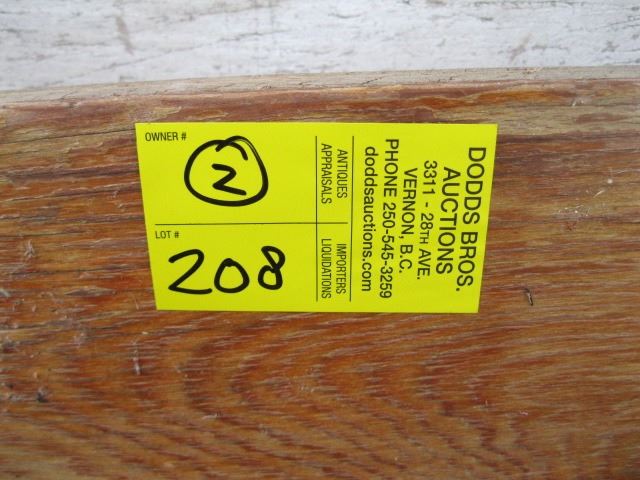 OWNER #
2
LOT #
208
ANTIQUES
APPRAISALS
IMPORTERS
LIQUIDATIONS
DODDS BROS.
AUCTIONS
3311 - 28TH AVE.
VERNON, B.C.
PHONE 250-545-3259
doddsauctions.com